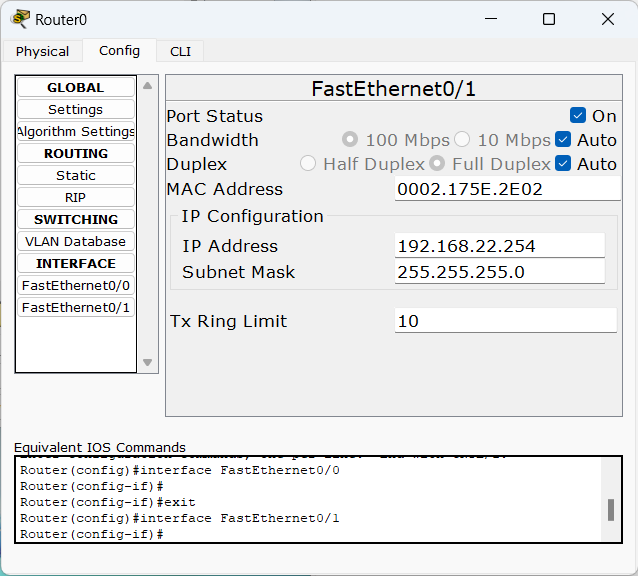 Router0
Physical Config CLI
GLOBAL
Settings
Algorithm Settings
ROUTING
Static
RIP
SWITCHING
VLAN Database
INTERFACE
FastEthernet0/0
FastEthernet0/1
FastEthernet0/1
Port Status On
Bandwidth 100 Mbps 10 Mbps Auto
Duplex Half Duplex Full Duplex Auto
MAC Address 0002.175E.2E02
IP Configuration
IP Address 192.168.22.254
Subnet Mask 255.255.255.0
Tx Ring Limit 10
Equivalent IOS Commands
Router(config)#interface FastEthernet0/0
Router(config-if)#
Router(config-if)#exit
Router(config)#interface FastEthernet0/1
Router(config-if)#